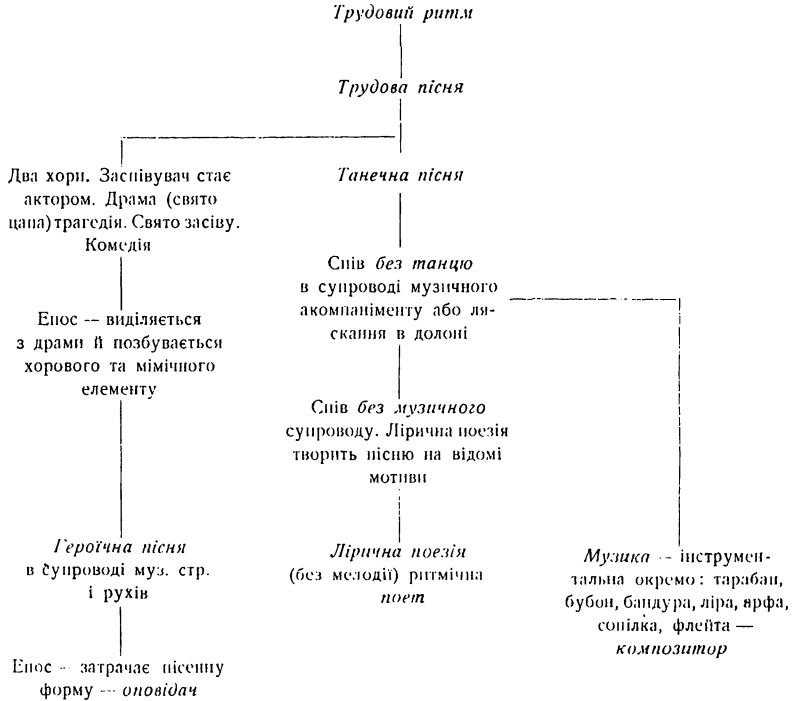 Трудовий ритм
Трудова пісня
Два хори. Заспівувач стає
актором. Драма (свято
цапа) трагедія. Свято засіву.
Комедія
Епос — виділяється
з драми й позбувається
хорового та мімічного
елементу
Героїчна пісня
в супроводі муз. стр.
і рухів
Епос - затрачає пісенну
форму — оповідач
Танечна пісня
Спів без танцю
в супроводі музичного
акомпаніменту або ля-
скання в долоні
Спів без музичного
супроводу. Лірична поезія
творить пісню на відомі
мотиви
Лірична поезія
(без мелодії) ритмічна
поет
Музика - інструмен-
тальна окремо: тарабан,
бубон, бандура, ліра, арфа,
сопілка, флейта —
композитор